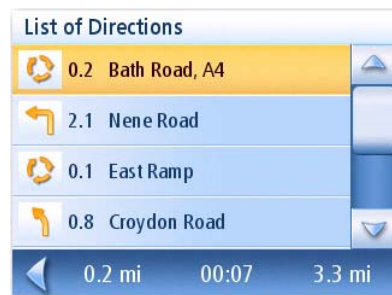 List of Directions
0.2 Bath Road, A4
2.1 Nene Road
0.1 East Ramp
0.8 Croydon Road
0.2 mi 00:07 3.3 mi